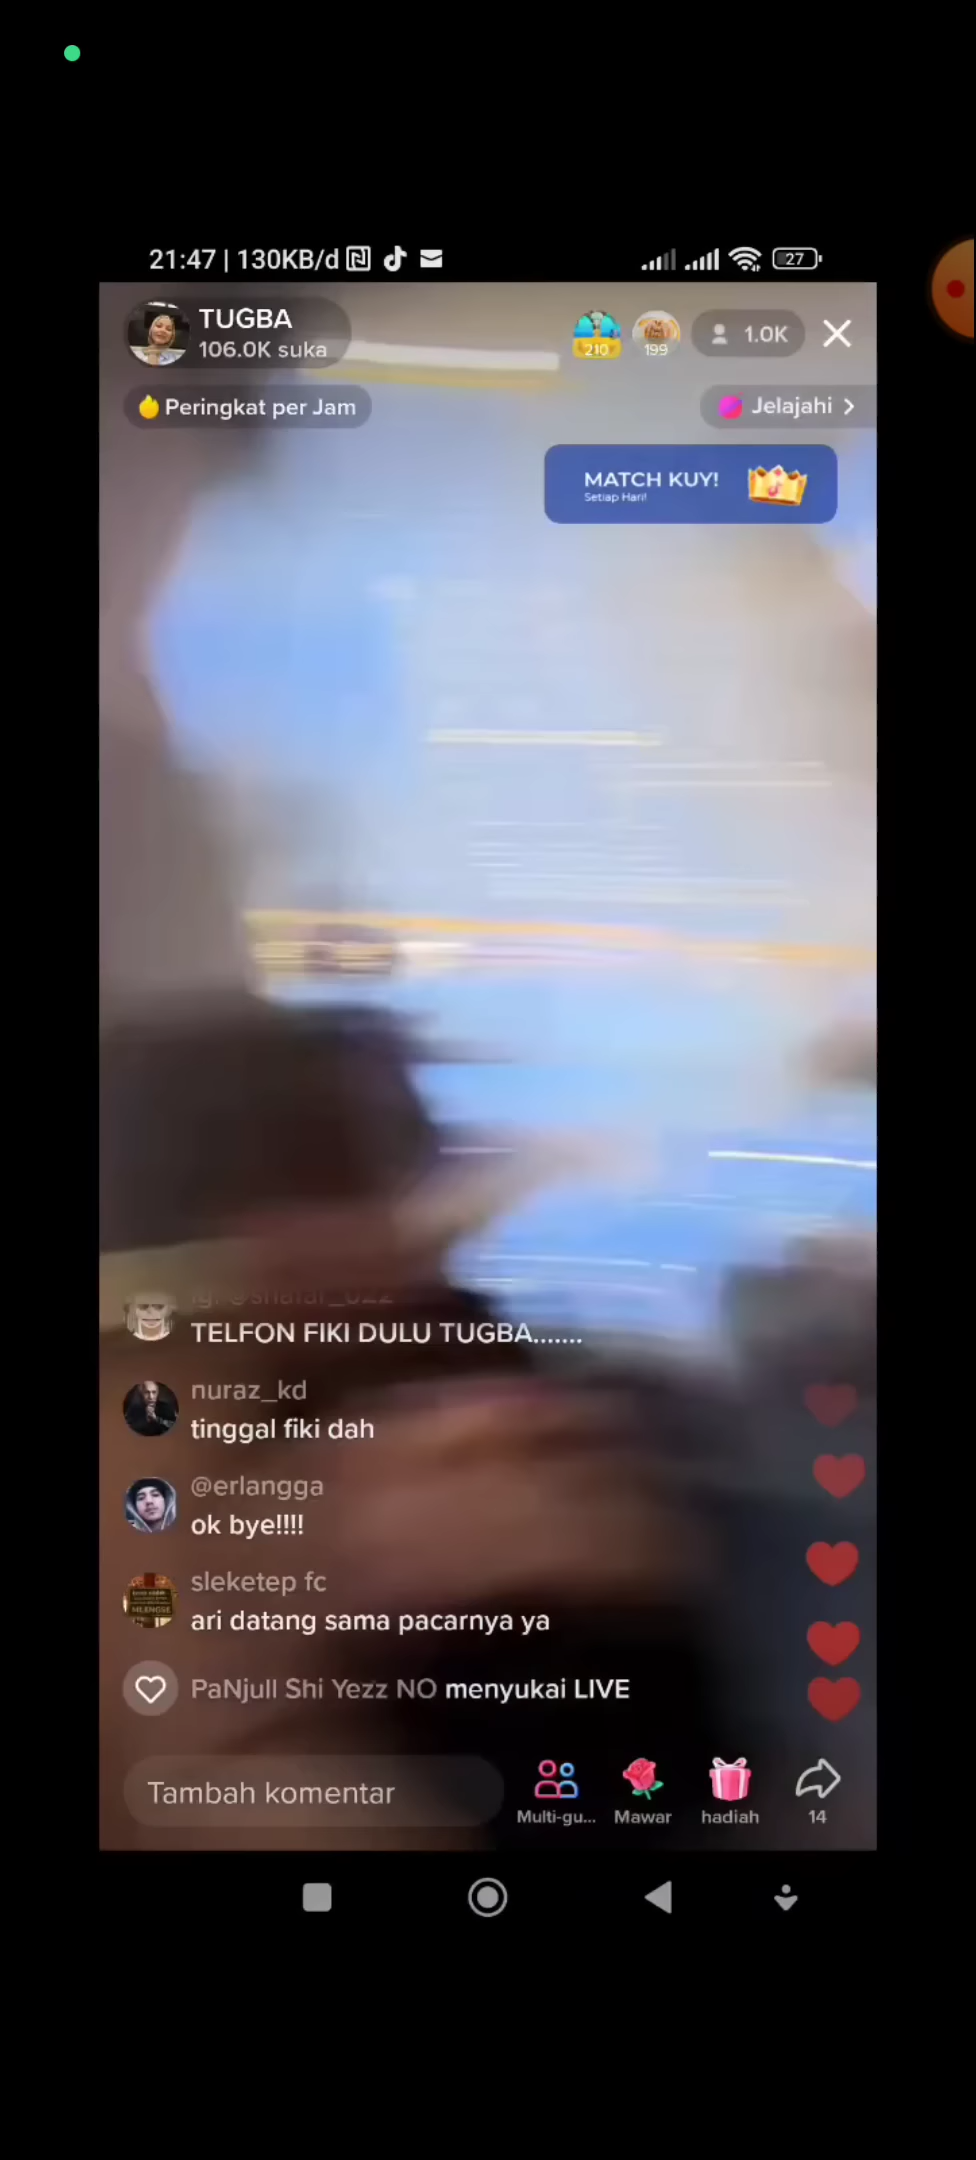 21:47 | 130KB/d
27
TUGBA
106.0K suka
210
199
1.0K
Peringkat per Jam
Jelajahi
MATCH KUY!
Setiap Hari!
TELFON FIKI DULU TUGBA.......
nuraz_kd
tinggal fiki dah
@erlangga
ok bye!!!!
sleketep fc
ari datang sama pacarnya ya
PaNjull Shi Yezz NO menyukai LIVE
Tambah komentar
Multi-gu...
Mawar
hadiah
14